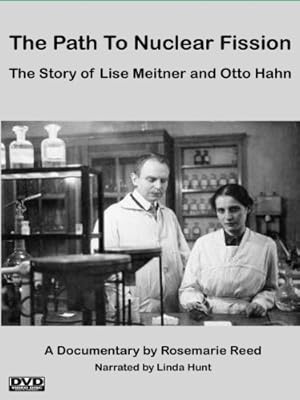 The Path To Nuclear Fission
The Story of Lise Meitner and Otto Hahn
A Documentary by Rosemarie Reed
Narrated by Linda Hunt
DVD